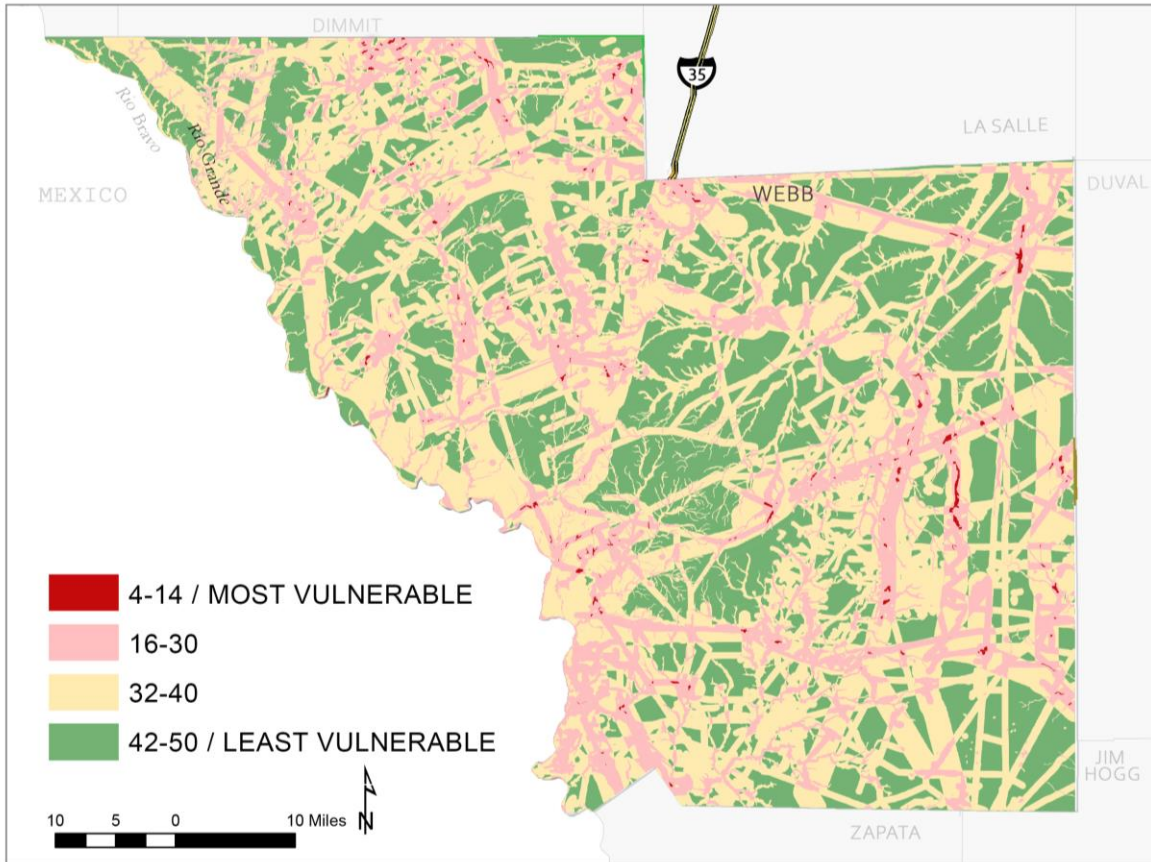 DIMMIT
35
LA SALLE
DUVAL
Rio Bravo
Rio Grande
MEXICO
WEBB
4-14 / MOST VULNERABLE
16-30
32-40
42-50 / LEAST VULNERABLE
JIM
HOGG
10 5 0 10 Miles
N
ZAPATA